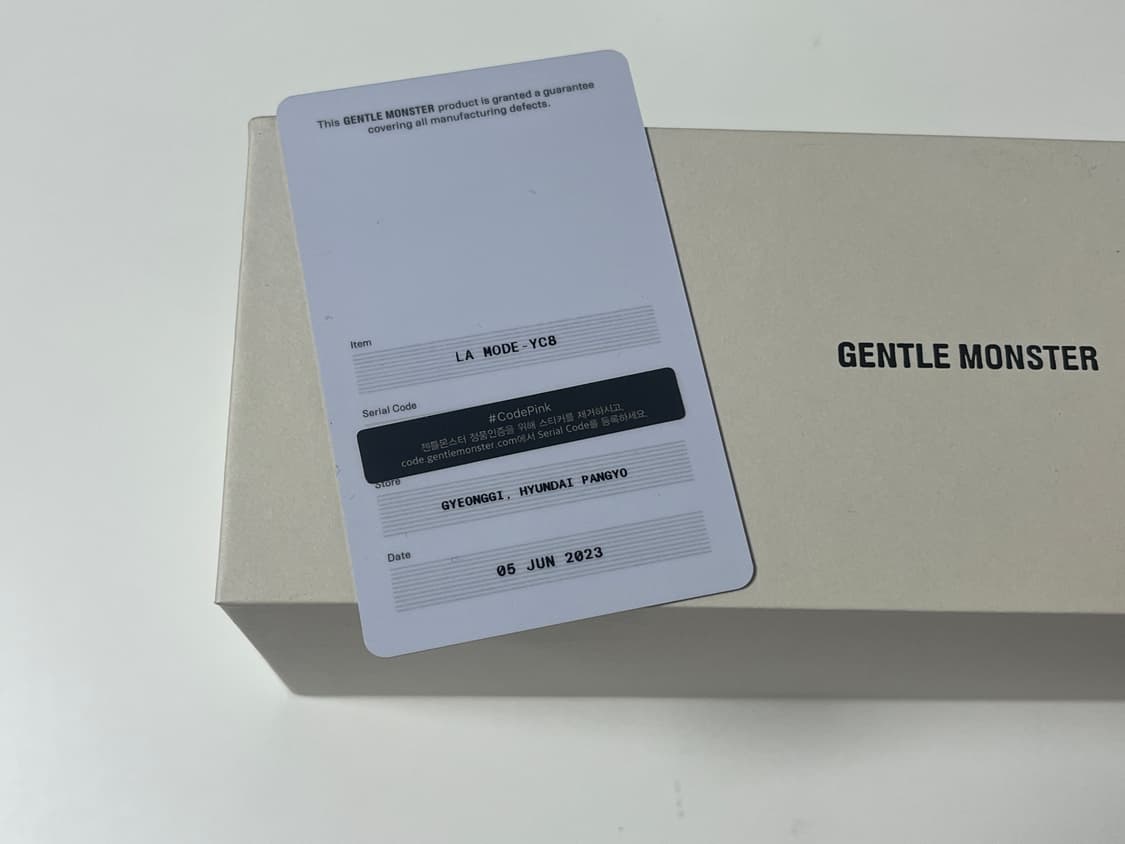 This GENTLE MONSTER product is granted a guarantee
covering all manufacturing defects.
Item
LA MODE-YC8
Serial Code
#CodePink
젠틀몬스터 정품인증을 위해 스티커를 제거하시고,
code.gentlemonster.com에서 Serial Code를 등록하세요.
Store
GYEONGGI, HYUNDAI PANGYO
Date
05 JUN 2023
GENTLE MONSTER